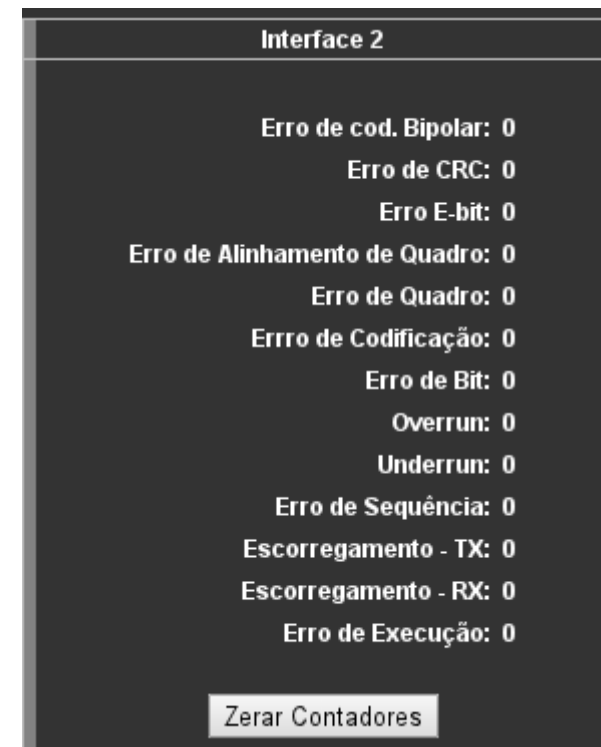 Interface 2
Erro de cod. Bipolar: 0
Erro de CRC: 0
Erro E-bit: 0
Erro de Alinhamento de Quadro: 0
Erro de Quadro: 0
Errro de Codificação: 0
Erro de Bit: 0
Overrun: 0
Underrun: 0
Erro de Sequência: 0
Escorregamento - TX: 0
Escorregamento - RX: 0
Erro de Execução: 0
Zerar Contadores